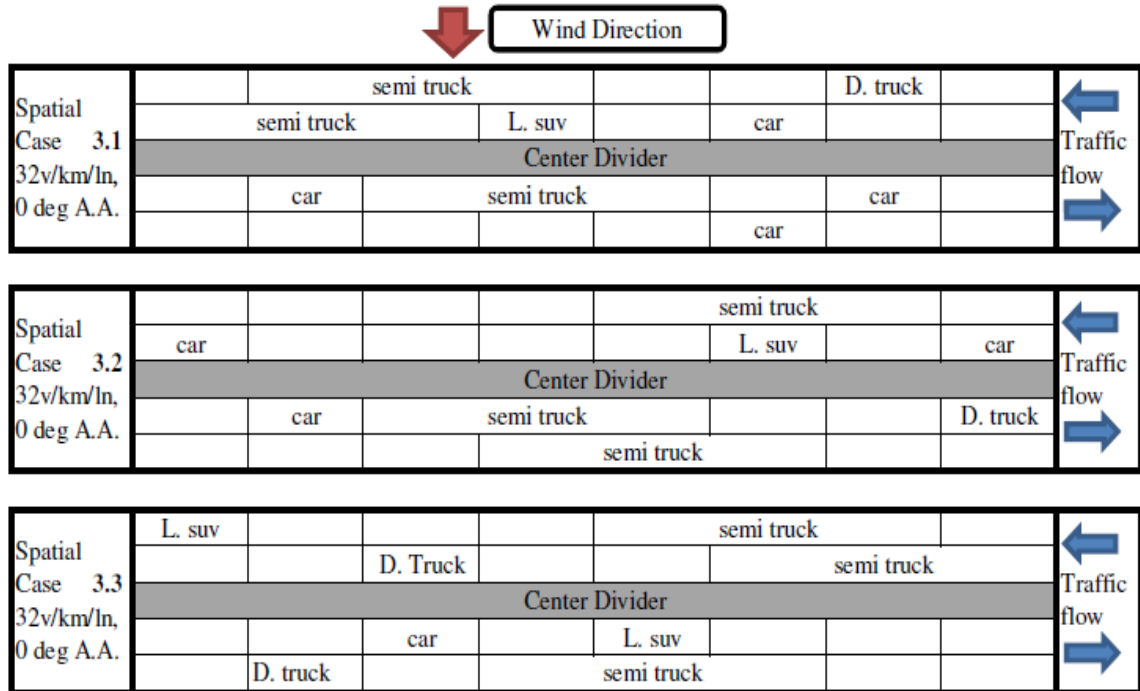 Wind Direction
Spatial
Case 3.1
32v/km/ln,
0 deg A.A.
semi truck D. truck
semi truck L. suv car
Center Divider
car semi truck car
car
Traffic
flow
Spatial
Case 3.2
32v/km/ln,
0 deg A.A.
semi truck
car L. suv car
Center Divider
car semi truck D. truck
semi truck
Traffic
flow
Spatial
Case 3.3
32v/km/ln,
0 deg A.A.
L. suv semi truck
D. Truck semi truck
Center Divider
car L. suv
D. truck semi truck
Traffic
flow